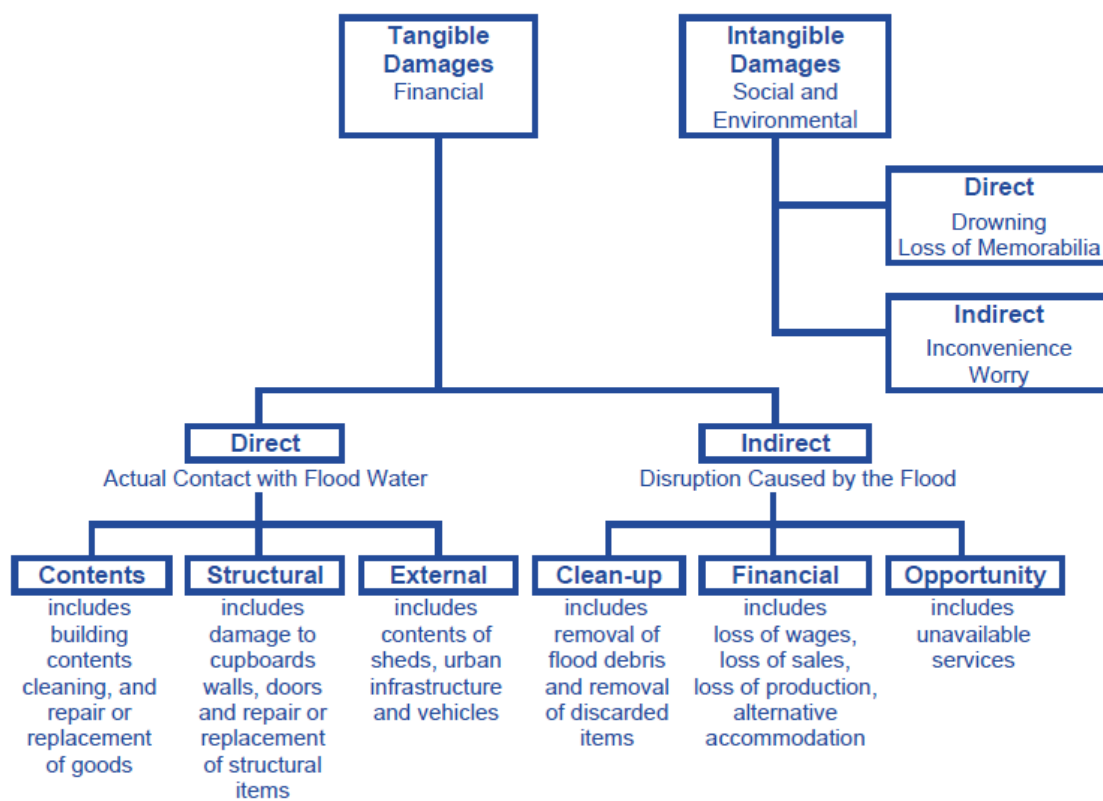 Tangible
Damages
Financial
Intangible
Damages
Social and
Environmental
Direct
Drowning
Loss of Memorabilia
Indirect
Inconvenience
Worry
Direct
Actual Contact with Flood Water
Indirect
Disruption Caused by the Flood
Contents
includes
building
contents
cleaning, and
repair or
replacement
of goods
Structural
includes
damage to
cupboards
walls, doors
and repair or
replacement
of structural
items
External
includes
contents of
sheds, urban
infrastructure
and vehicles
Clean-up
includes
removal of
flood debris
and removal
of discarded
items
Financial
includes
loss of wages,
loss of sales,
loss of production,
alternative
accommodation
Opportunity
includes
unavailable
services